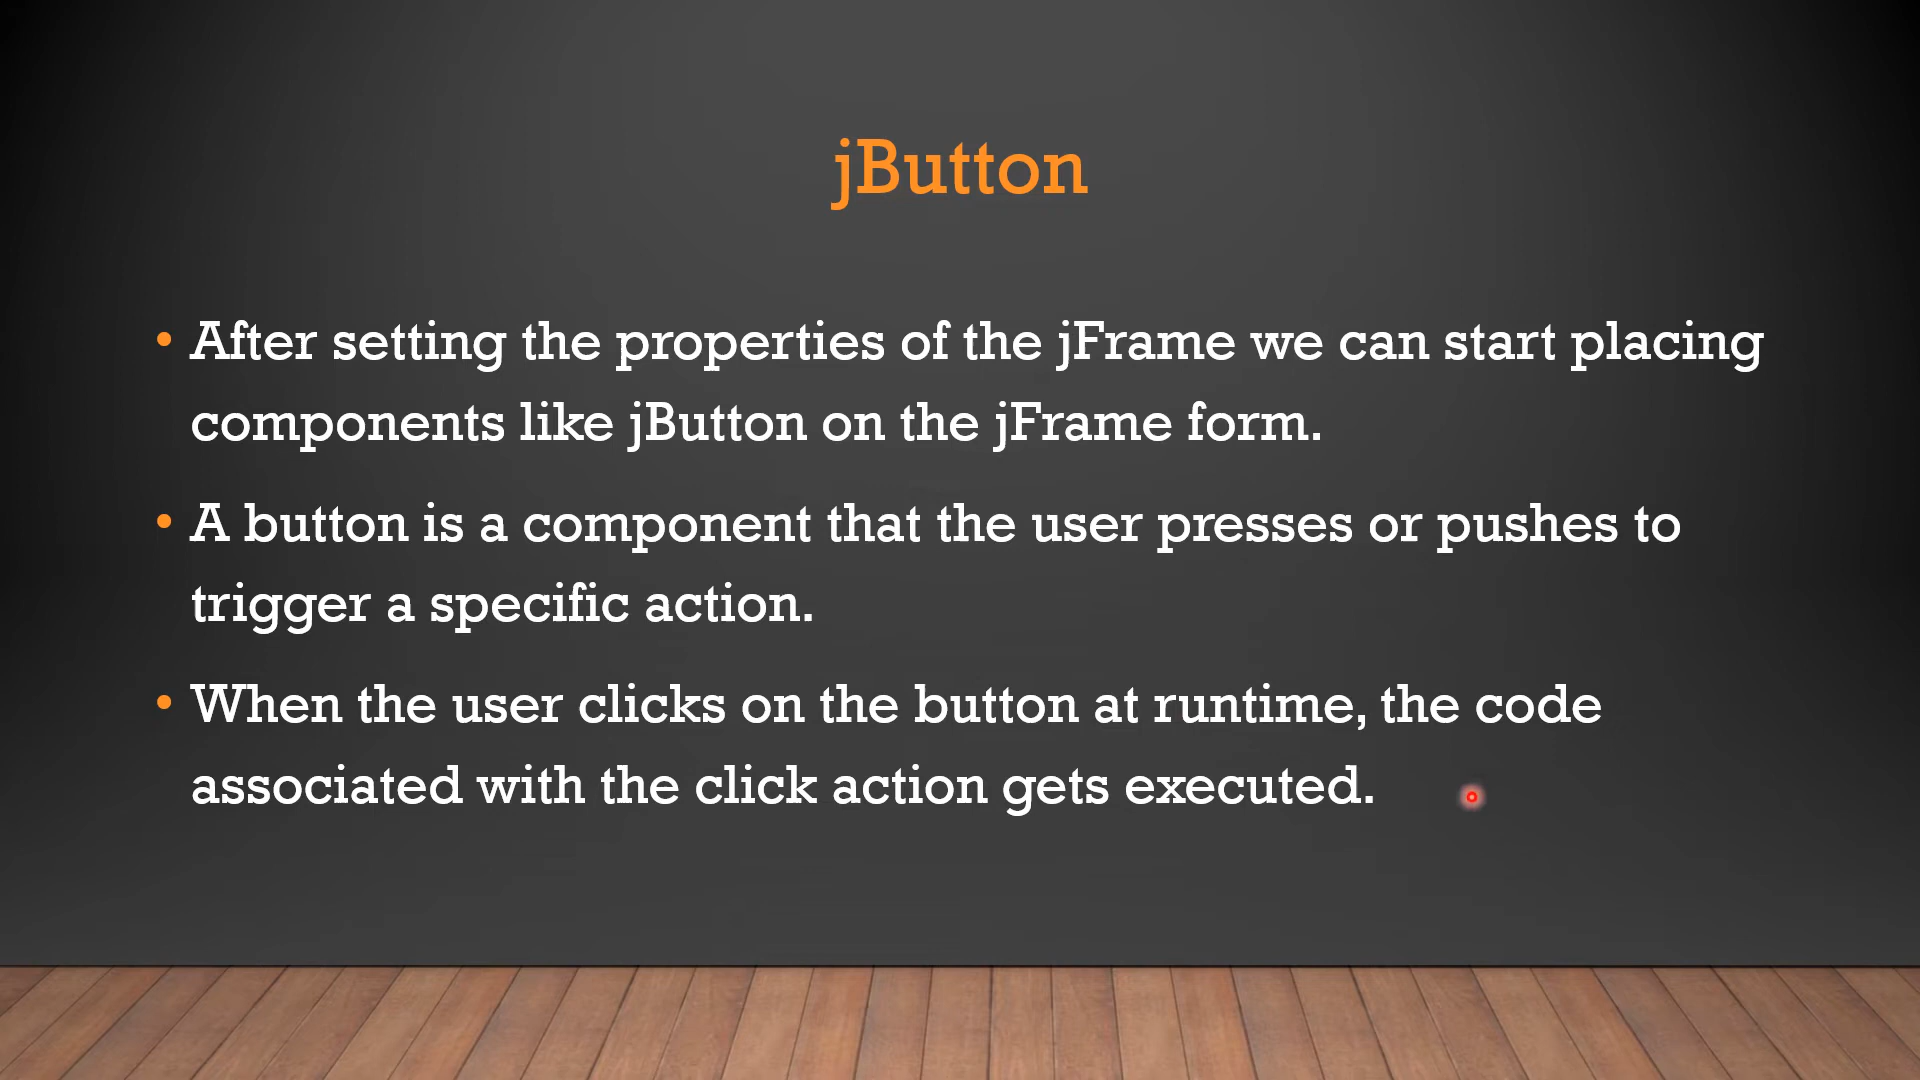 jButton
• After setting the properties of the jFrame we can start placing
components like jButton on the jFrame form.
• A button is a component that the user presses or pushes to
trigger a specific action.
• When the user clicks on the button at runtime, the code
associated with the click action gets executed.